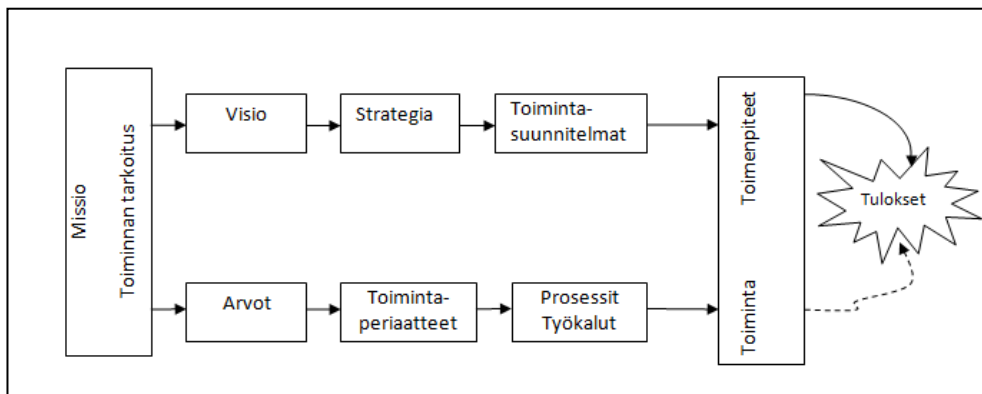 Missio
Toiminnan tarkoitus
Visio
Strategia
Toiminta-
suunnitelmat
Toimenpiteet
Tulokset
Arvot
Toiminta-
periaatteet
Prosessit
Työkalut
Toiminta